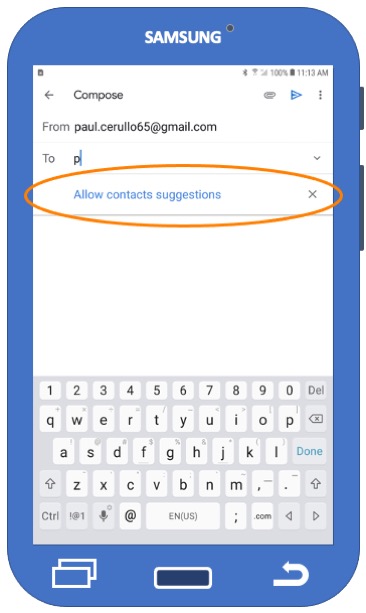 SAMSUNG
100% 11:13 AM
Compose
From paul.cerullo65@gmail.com
To p
Allow contacts suggestions
1 2 3 4 5 6 7 8 9 0 Del
q w e r t y u i o p
a s d f g h j k l Done
z x c v b n m , .
Ctrl !@1 @ EN(US) ; .com